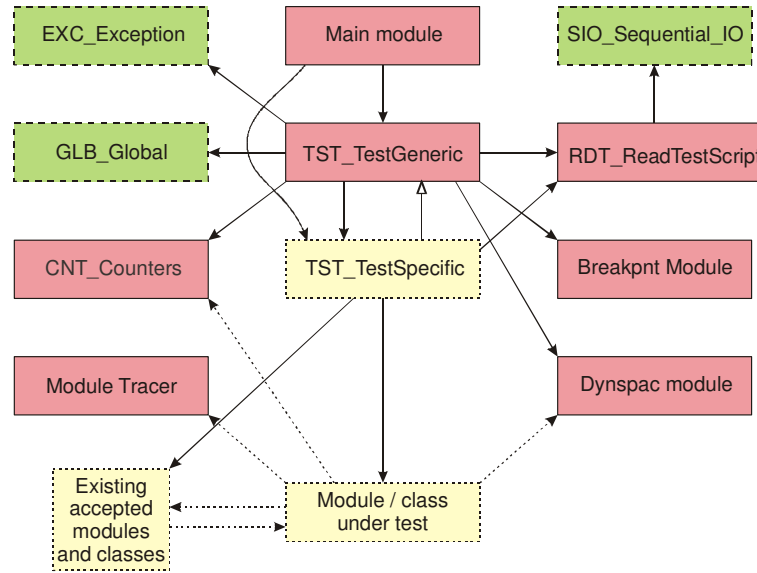 EXC_Exception
Main module
SIO_Sequential_IO
GLB_Global
TST_TestGeneric
RDT_ReadTestScript
CNT_Counters
TST_TestSpecific
Breakpnt Module
Module Tracer
Dynspac module
Existing
accepted
modules
and classes
Module / class
under test